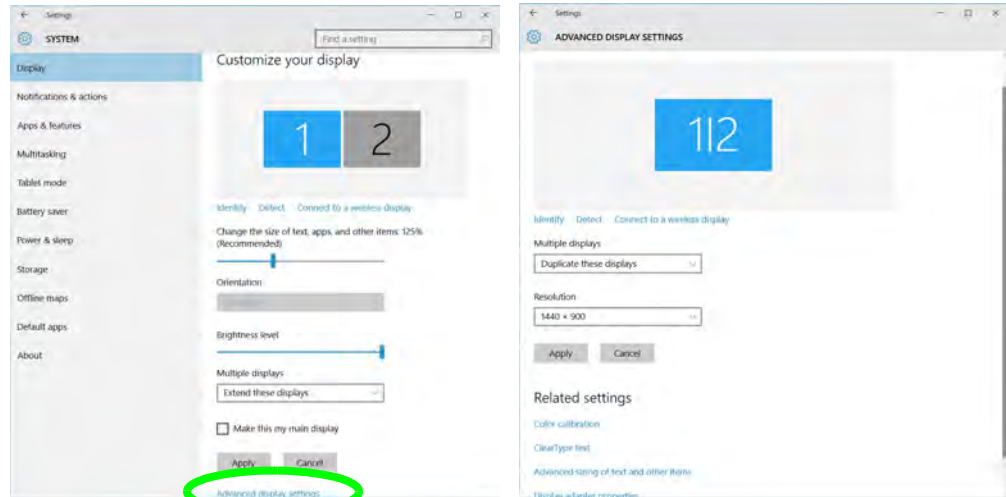 Settings
SYSTEM
Find a setting
Display
Notifications & actions
Apps & features
Multitasking
Tablet mode
Battery saver
Power & sleep
Storage
Offline maps
Default apps
About
Customize your display
1 2
Identify Detect Connect to a wireless display
Change the size of text, apps, and other items: 125%
(Recommended)
Orientation
Brightness level
Multiple displays
Extend these displays
Make this my main display
Apply Cancel
Advanced display settings
Settings
ADVANCED DISPLAY SETTINGS
1|2
Identify Detect Connect to a wireless display
Multiple displays
Duplicate these displays
Resolution
1440 × 900
Apply Cancel
Related settings
Color calibration
ClearType text
Advanced sizing of text and other items
Display adapter properties